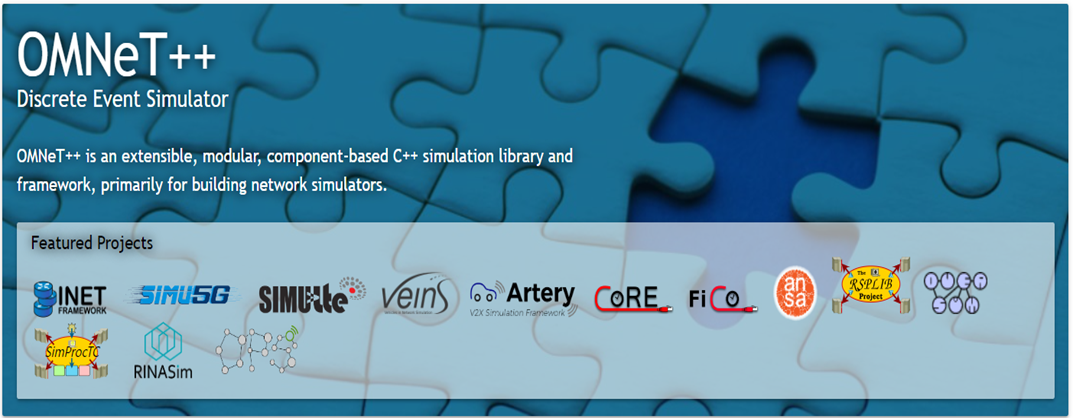 OMNeT++
Discrete Event Simulator
OMNeT++ is an extensible, modular, component-based C++ simulation library and
framework, primarily for building network simulators.
Featured Projects
INET
FRAMEWORK
SIMU5G
SIMUlte
veins
Artery
V2X Simulation Framework
CoRE
FiCo
an
sa
The
RSPLIB
Project
SimProcTC
RINASim